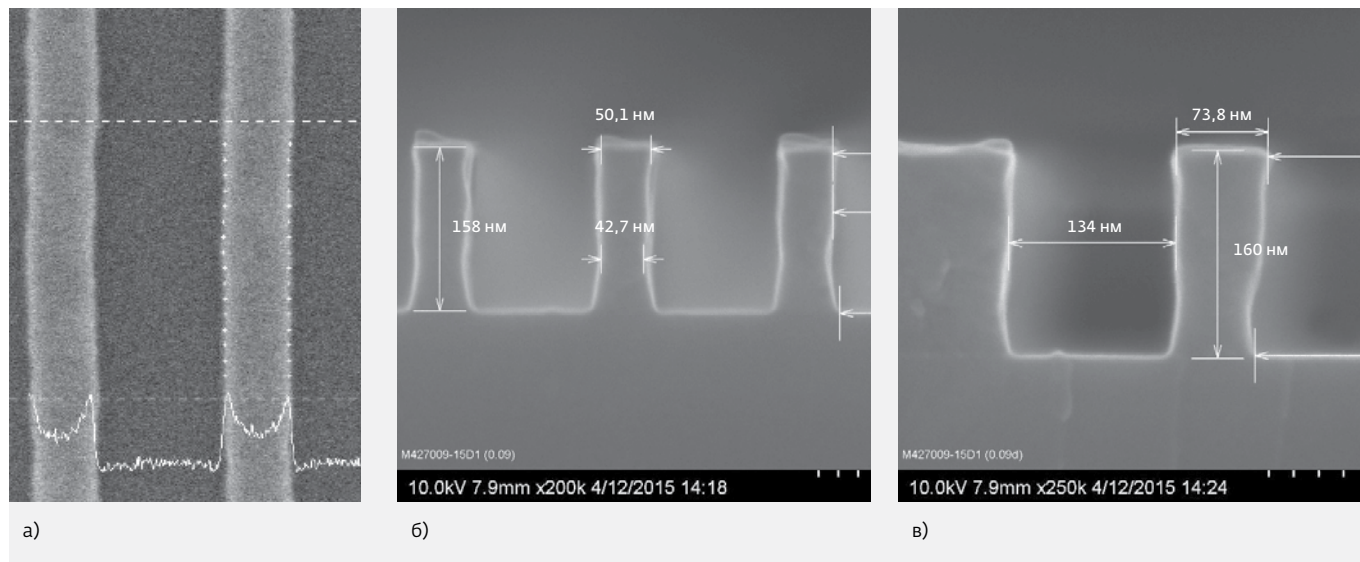 50,1 нм
158 нм
42,7 нм
M427009-15D1 (0.09)
10.0kV 7.9mm x200k 4/12/2015 14:18
73,8 нм
134 нм
160 нм
M427009-15D1 (0.09d)
10.0kV 7.9mm x250k 4/12/2015 14:24
а)
б)
в)